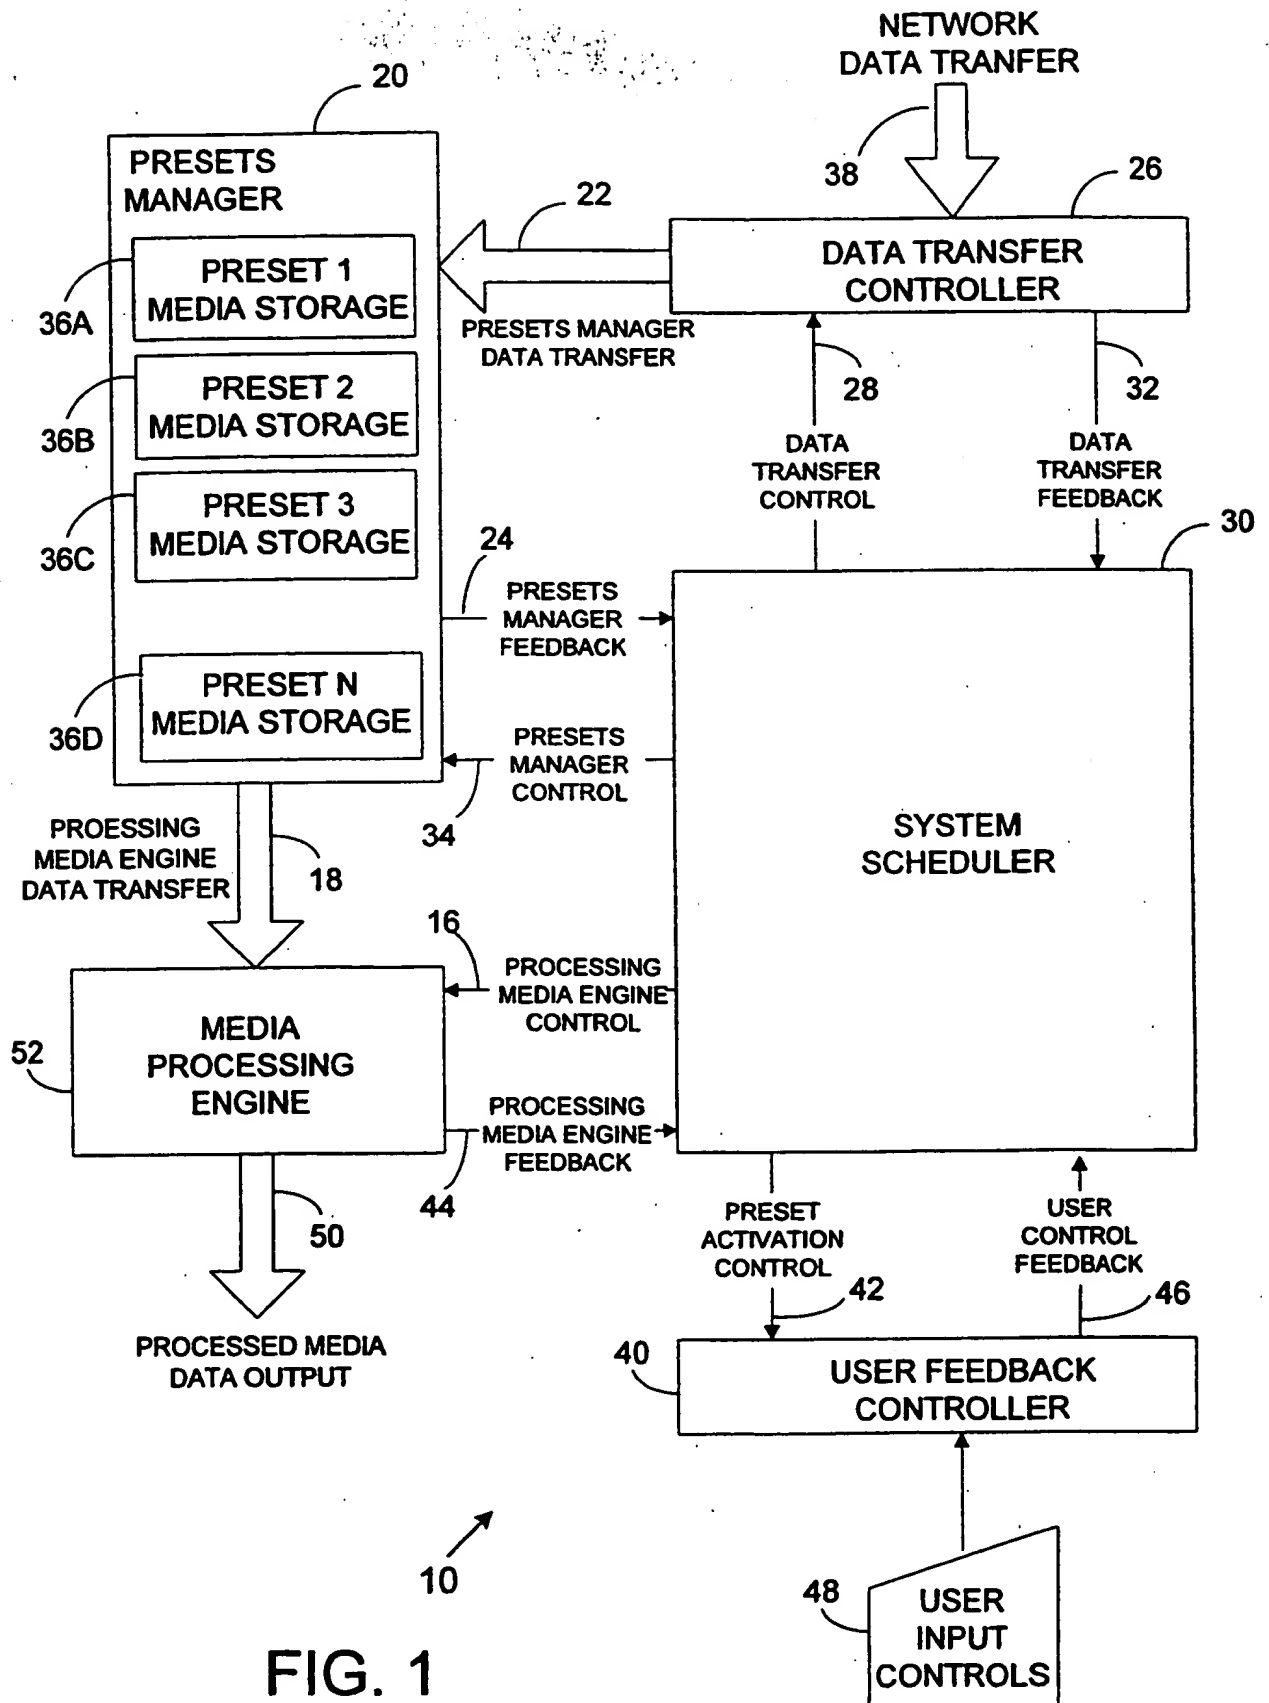 NETWORK
DATA TRANFER
38
20
PRESETS
MANAGER
PRESET 1
MEDIA STORAGE
36A
PRESET 2
MEDIA STORAGE
36B
PRESET 3
MEDIA STORAGE
36C
PRESET N
MEDIA STORAGE
36D
22
PRESETS MANAGER
DATA TRANSFER
26
DATA TRANSFER
CONTROLLER
28
DATA
TRANSFER
CONTROL
32
DATA
TRANSFER
FEEDBACK
30
24
PRESETS
MANAGER
FEEDBACK
PRESETS
MANAGER
CONTROL
34
SYSTEM
SCHEDULER
PROESSING
MEDIA ENGINE
DATA TRANSFER
18
16
PROCESSING
MEDIA ENGINE
CONTROL
52
MEDIA
PROCESSING
ENGINE
PROCESSING
MEDIA ENGINE
FEEDBACK
44
50
PROCESSED MEDIA
DATA OUTPUT
PRESET
ACTIVATION
CONTROL
42
USER
CONTROL
FEEDBACK
46
40
USER FEEDBACK
CONTROLLER
48
USER
INPUT
CONTROLS
10
FIG. 1